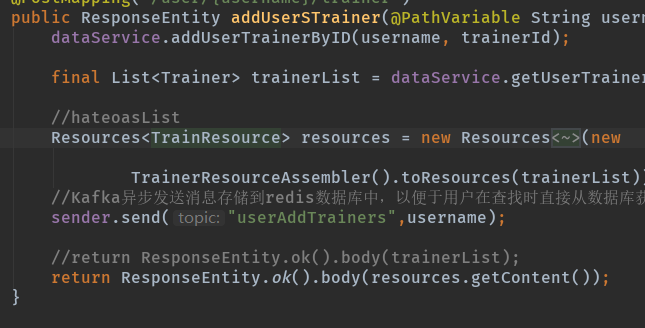 @PostMapping("/user/{username}/trainer")
public ResponseEntity addUserSTrainer(@PathVariable String usern
dataService.addUserTrainerByID(username, trainerId);
final List<Trainer> trainerList = dataService.getUserTrainer
//hateoasList
Resources<TrainResource> resources = new Resources<~>(new
TrainerResourceAssembler().toResources(trainerList))
//Kafka异步发送消息存储到redis数据库中，以便于用户在查找时直接从数据库获
sender.send( topic: "userAddTrainers",username);
//return ResponseEntity.ok().body(trainerList);
return ResponseEntity.ok().body(resources.getContent());
}